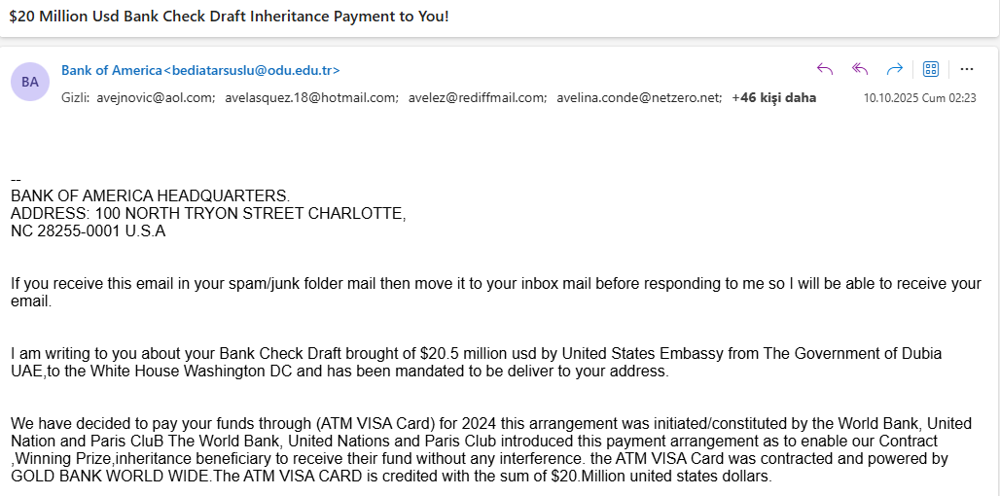 $20 Million Usd Bank Check Draft Inheritance Payment to You!
BA
Bank of America<bediatarsuslu@odu.edu.tr>
Gizli: avejnovic@aol.com; avelasquez.18@hotmail.com; avelez@rediffmail.com; avelina.conde@netzero.net; +46 kişi daha
10.10.2025 Cum 02:23
--
BANK OF AMERICA HEADQUARTERS.
ADDRESS: 100 NORTH TRYON STREET CHARLOTTE,
NC 28255-0001 U.S.A
If you receive this email in your spam/junk folder mail then move it to your inbox mail before responding to me so I will be able to receive your
email.
I am writing to you about your Bank Check Draft brought of $20.5 million usd by United States Embassy from The Government of Dubia
UAE,to the White House Washington DC and has been mandated to be deliver to your address.
We have decided to pay your funds through (ATM VISA Card) for 2024 this arrangement was initiated/constituted by the World Bank, United
Nation and Paris CluB The World Bank, United Nations and Paris Club introduced this payment arrangement as to enable our Contract
,Winning Prize,inheritance beneficiary to receive their fund without any interference. the ATM VISA Card was contracted and powered by
GOLD BANK WORLD WIDE.The ATM VISA CARD is credited with the sum of $20.Million united states dollars.